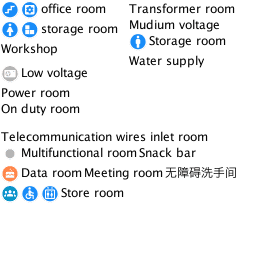 office room
storage room
Workshop
Low voltage
Power room
On duty room
Transformer room
Mudium voltage
Storage room
Water supply
Telecommunication wires inlet room
Multifunctional room Snack bar
Data room Meeting room 无障碍洗手间
Store room